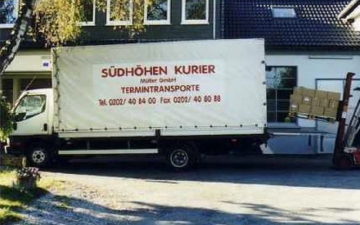 SÜDHÖHEN KURIER
Müller GmbH
TERMINTRANSPORTE
Tel. 0202/ 40 84 00 Fax 0202/ 40 80 88